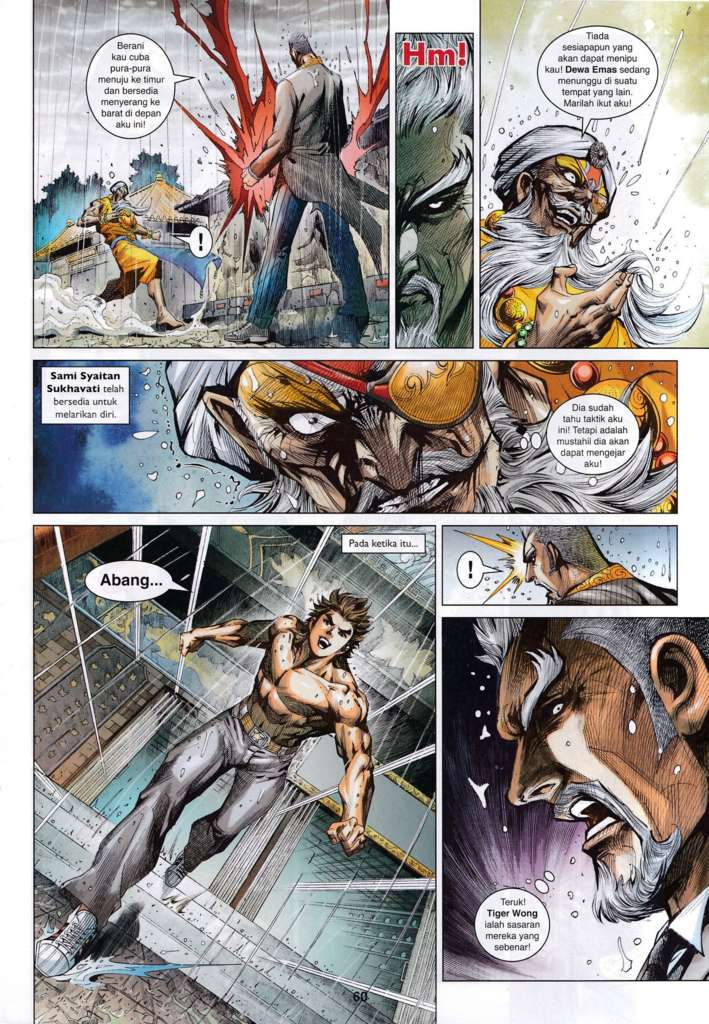 Berani
kau cuba
pura-pura
menuju ke timur
dan bersedia
menyerang ke
barat di depan
aku ini!
!
Hm!
Tiada
sesiapapun yang
akan dapat menipu
kau! Dewa Emas sedang
menunggu di suatu
tempat yang lain.
Marilah ikut aku!
Sami Syaitan
Sukhavati telah
bersedia untuk
melarikan diri.
Dia sudah
tahu taktik aku
ini! Tetapi adalah
mustahil dia akan
dapat mengejar
aku!
Pada ketika itu...
Abang...
!
Teruk!
Tiger Wong
ialah sasaran
mereka yang
sebenar!
60